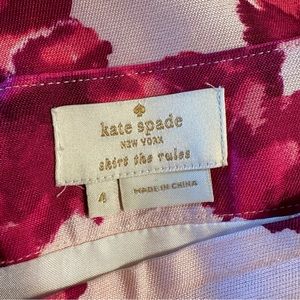 kate spade
NEW YORK
skirt the rules
4
MADE IN CHINA